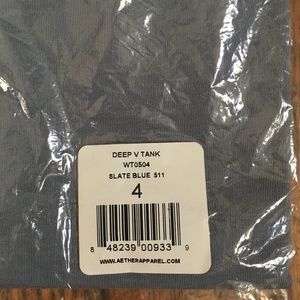 DEEP V TANK
WT0504
SLATE BLUE 511
4
8 48239 00933 9
WWW.AETHERAPPAREL.COM